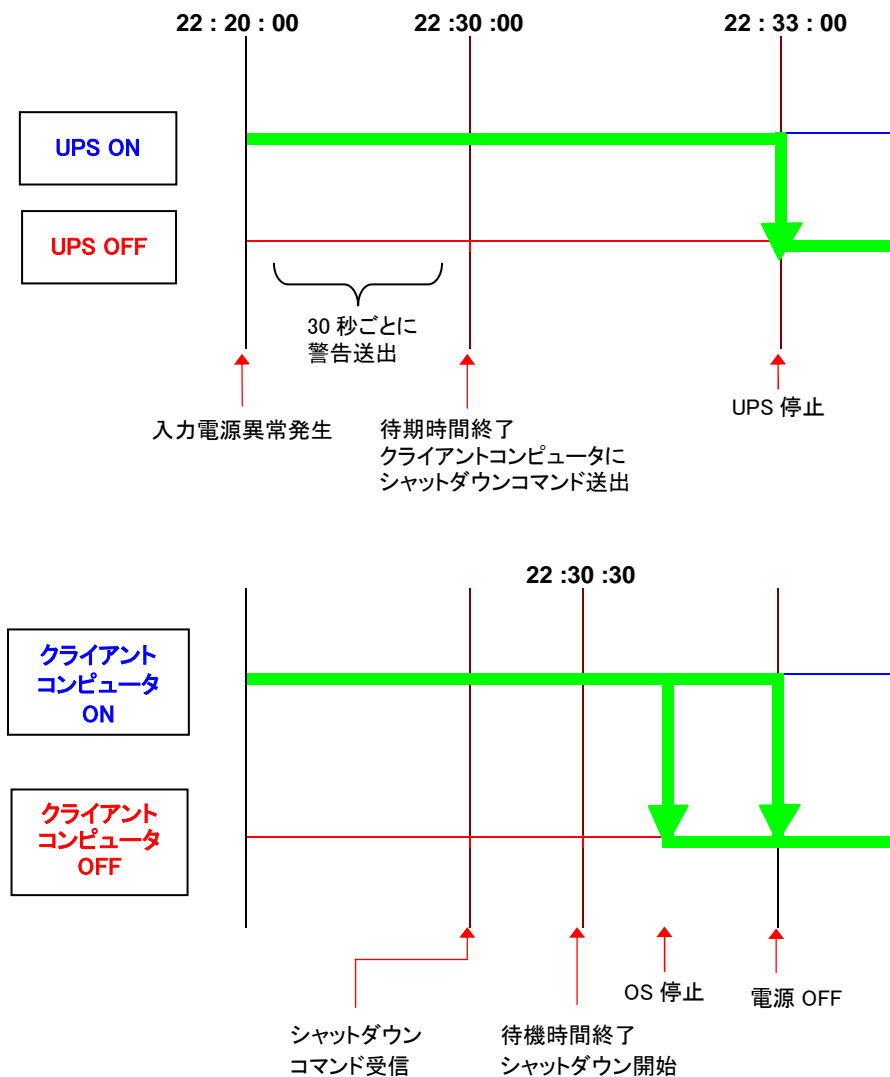 22 : 20 : 00
22 :30 :00
22 : 33 : 00
UPS ON
UPS OFF
30 秒ごとに
警告送出
入力電源異常発生
待期時間終了
クライアントコンピュータに
シャットダウンコマンド送出
UPS 停止
22 :30 :30
クライアント
コンピュータ
ON
クライアント
コンピュータ
OFF
シャットダウン
コマンド受信
待機時間終了
シャットダウン開始
OS 停止
電源 OFF